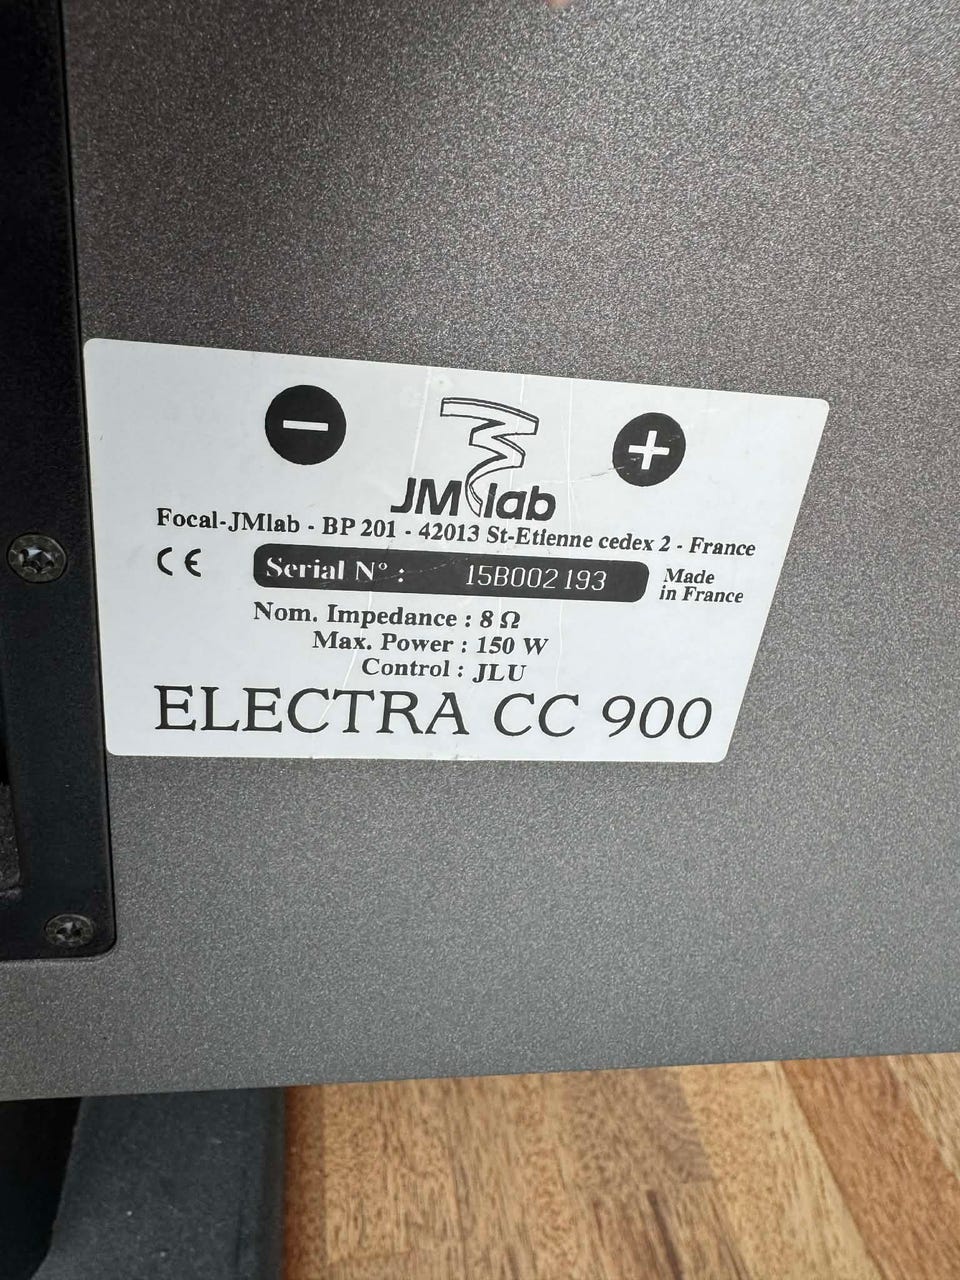 − +
JMlab
Focal-JMlab - BP 201 - 42013 St-Etienne cedex 2 - France
CE Serial N° : 15B002193 Made
in France
Nom. Impedance : 8 Ω
Max. Power : 150 W
Control : JLU
ELECTRA CC 900